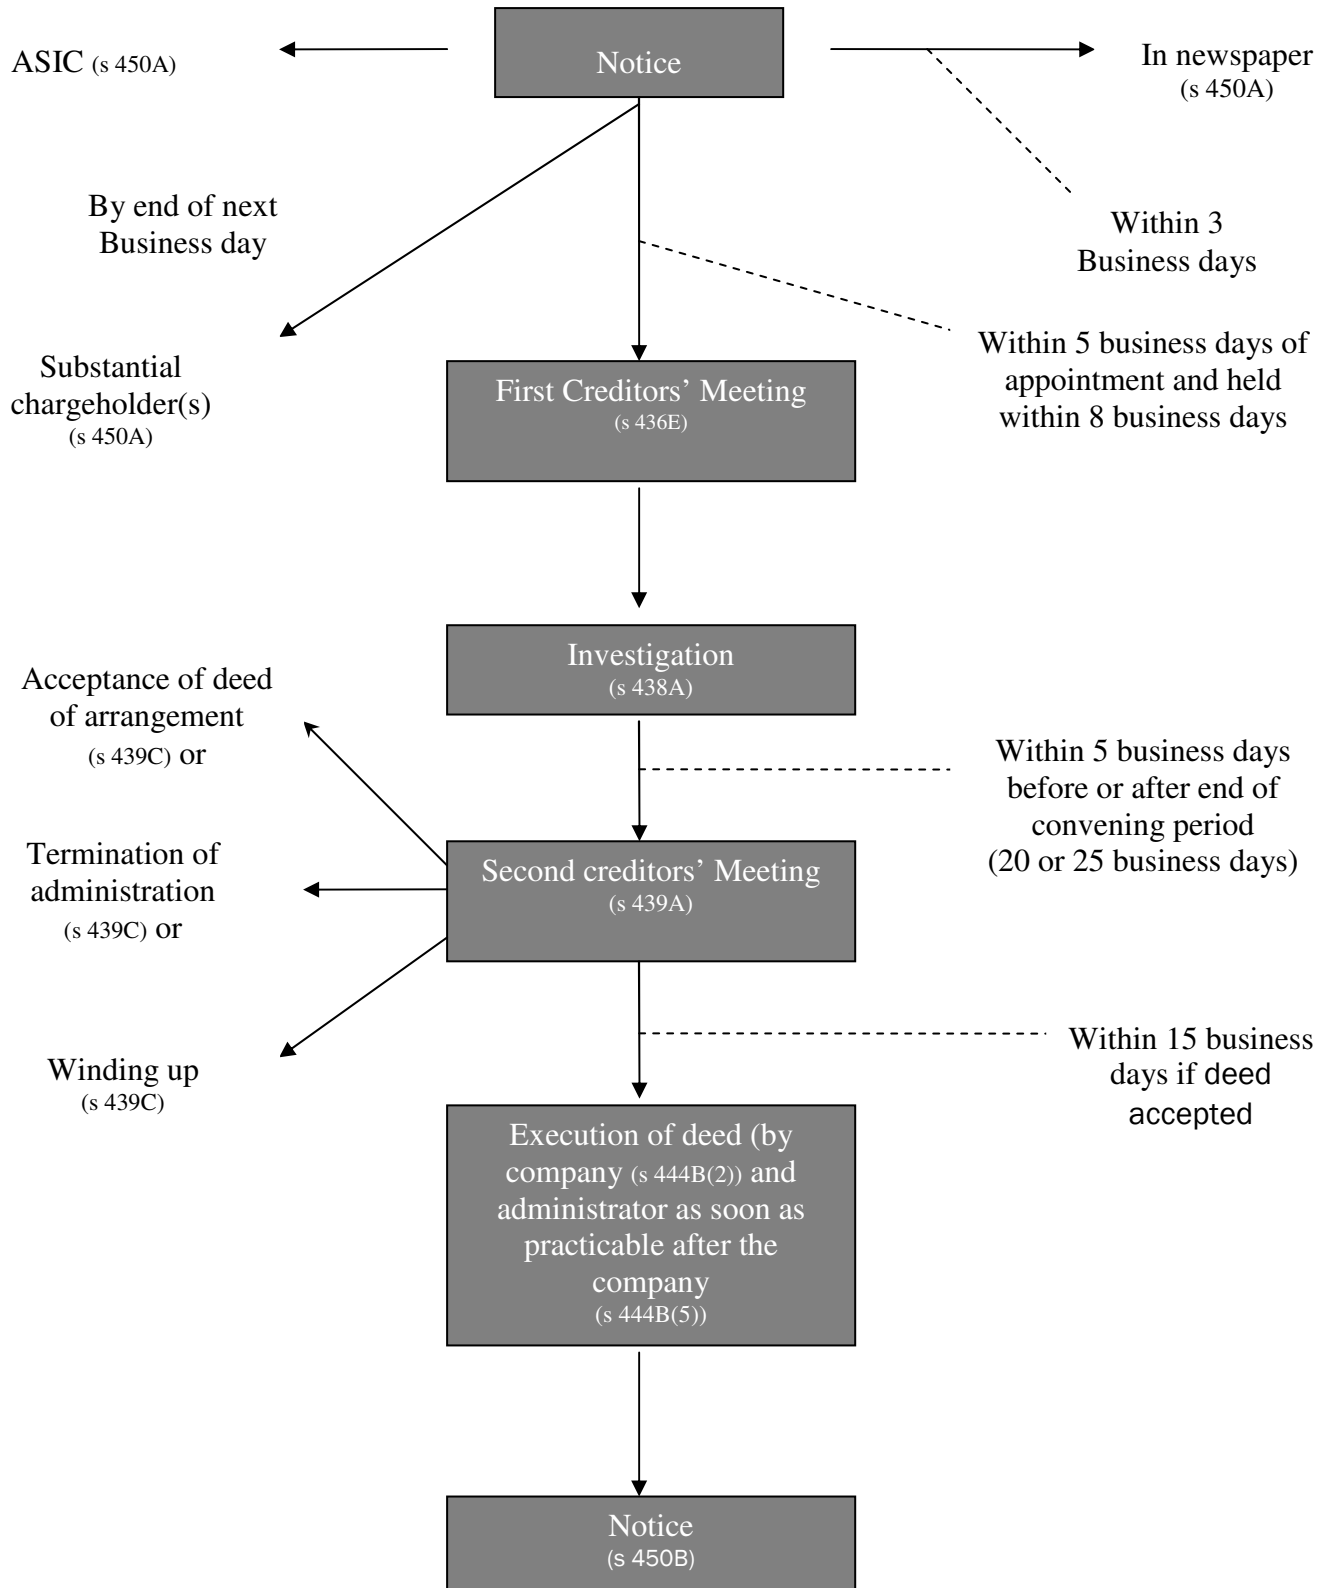 Notice
ASIC (s 450A)
In newspaper
(s 450A)
By end of next
Business day
Within 3
Business days
Substantial
chargeholder(s)
(s 450A)
Within 5 business days of
appointment and held
within 8 business days
First Creditors’ Meeting
(s 436E)
Investigation
(s 438A)
Acceptance of deed
of arrangement
(s 439C) or
Within 5 business days
before or after end of
convening period
(20 or 25 business days)
Termination of
administration
(s 439C) or
Second creditors’ Meeting
(s 439A)
Winding up
(s 439C)
Within 15 business
days if deed
accepted
Execution of deed (by
company (s 444B(2)) and
administrator as soon as
practicable after the
company
(s 444B(5))
Notice
(s 450B)